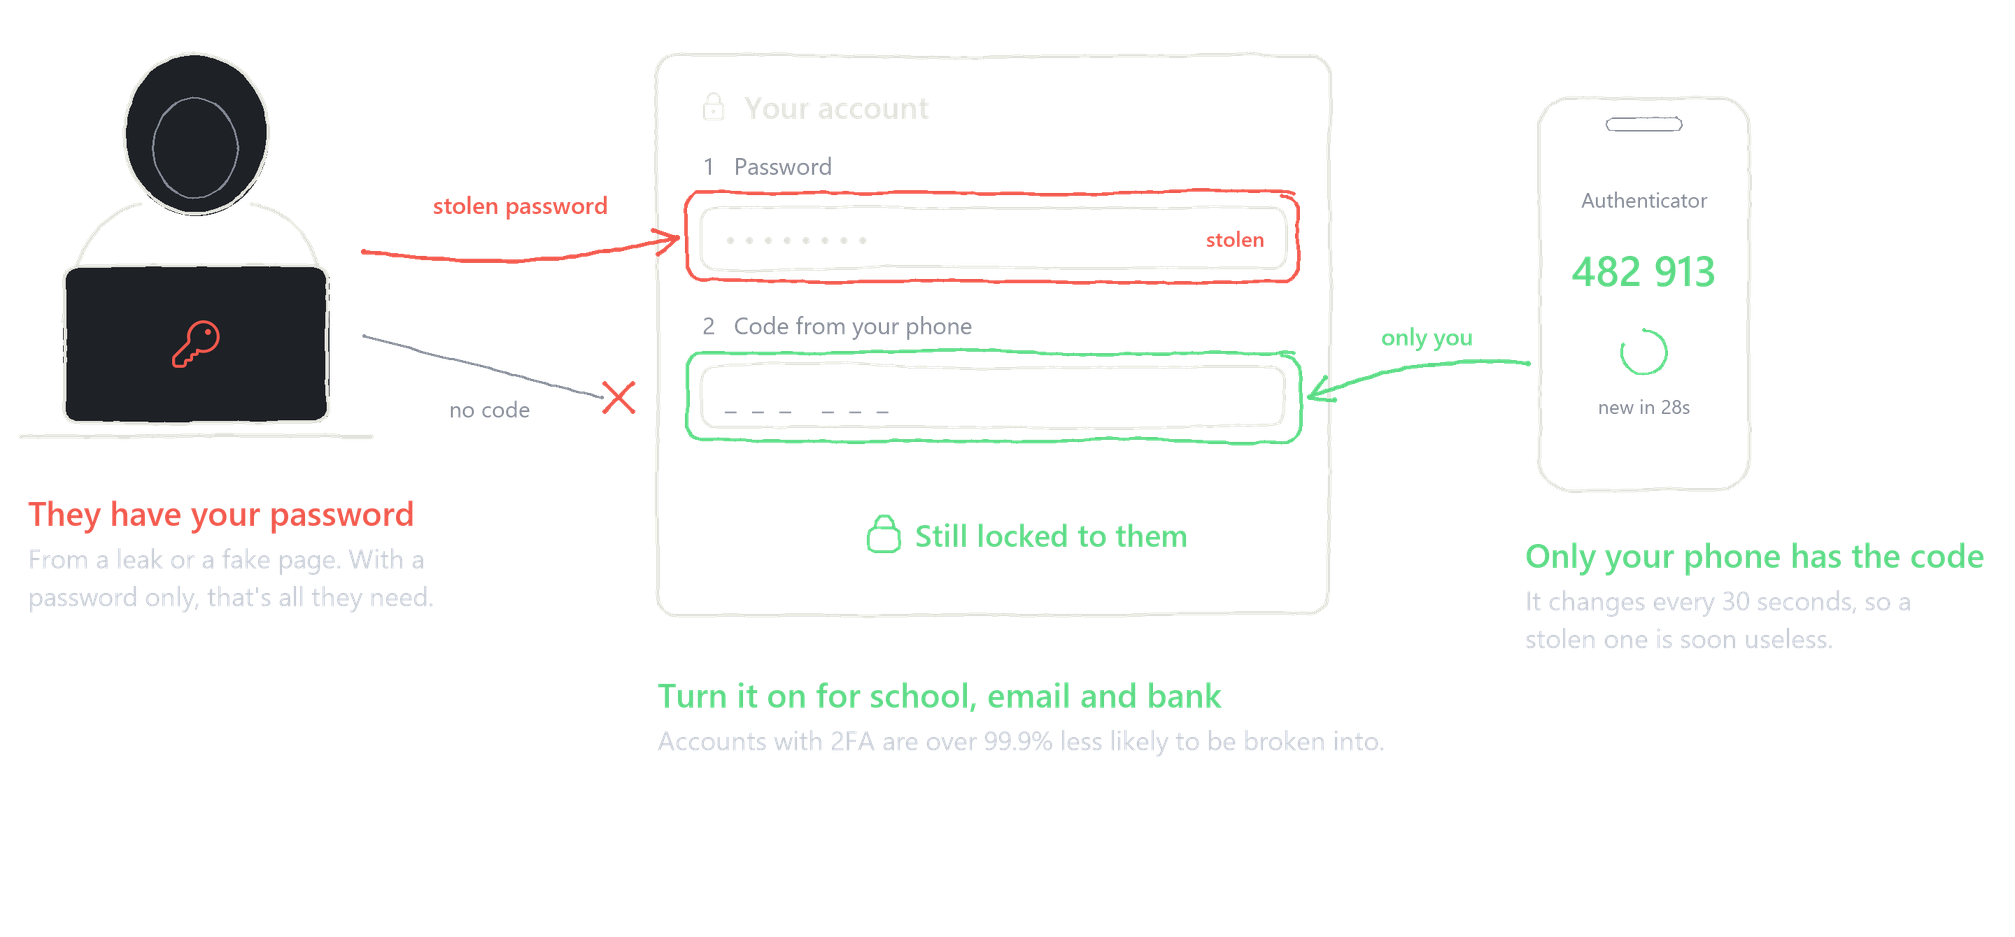 Your account
1 Password
stolen password
stolen
2 Code from your phone
_ _ _ _ _ _
no code
Still locked to them
only you
Authenticator
482 913
new in 28s
They have your password
From a leak or a fake page. With a
password only, that's all they need.
Only your phone has the code
It changes every 30 seconds, so a
stolen one is soon useless.
Turn it on for school, email and bank
Accounts with 2FA are over 99.9% less likely to be broken into.